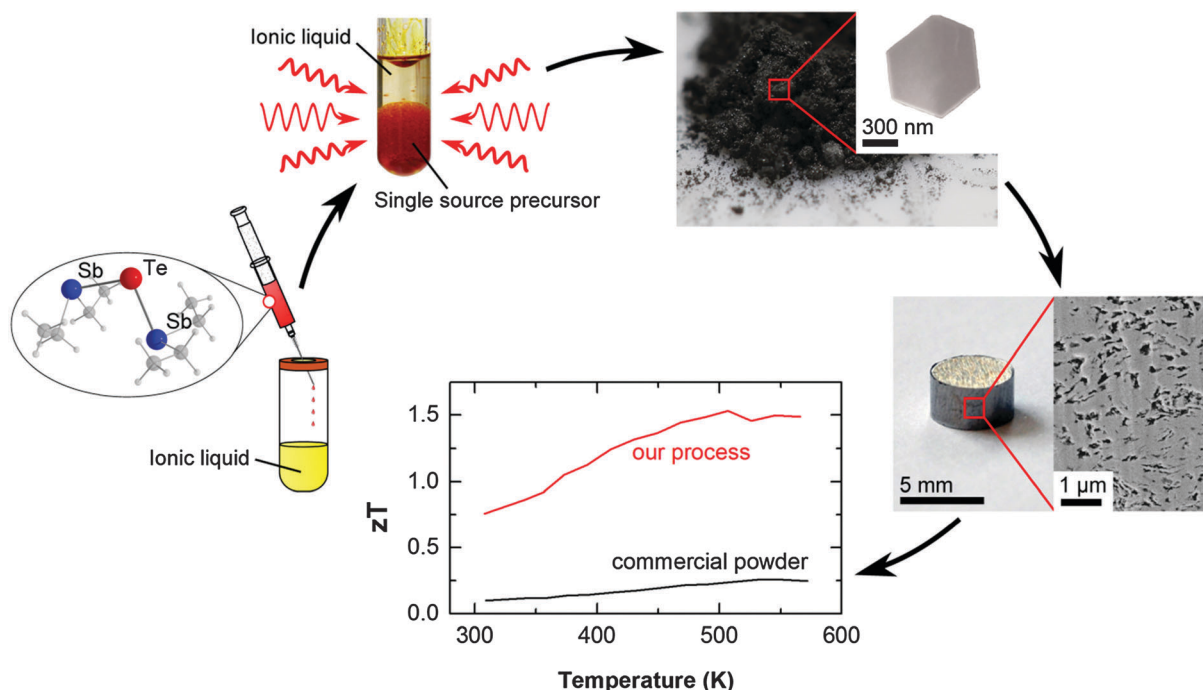 Ionic liquid
Single source precursor
300 nm
Sb
Te
Sb
Ionic liquid
5 mm
1 µm
zT
1.5
1.0
0.5
0.0
our process
commercial powder
300
400
500
600
Temperature (K)